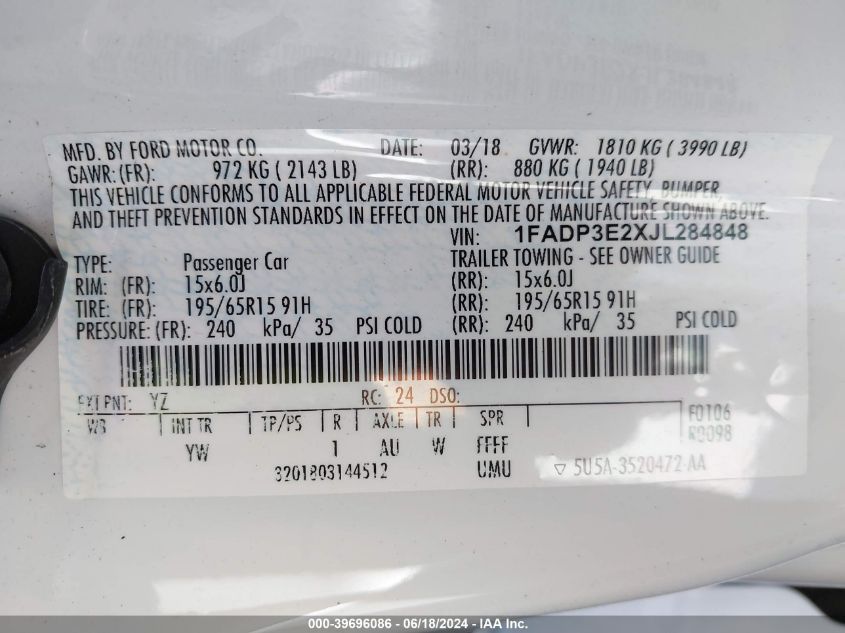 MFD. BY FORD MOTOR CO. DATE: 03/18 GVWR: 1810 KG ( 3990 LB)
GAWR: (FR): 972 KG ( 2143 LB) (RR): 880 KG ( 1940 LB)
THIS VEHICLE CONFORMS TO ALL APPLICABLE FEDERAL MOTOR VEHICLE SAFETY, BUMPER,
AND THEFT PREVENTION STANDARDS IN EFFECT ON THE DATE OF MANUFACTURE SHOWN ABOVE.
VIN: 1FADP3E2XJL284848
TYPE: Passenger Car TRAILER TOWING - SEE OWNER GUIDE
RIM: (FR): 15x6.0J (RR): 15x6.0J
TIRE: (FR): 195/65R15 91H (RR): 195/65R15 91H
PRESSURE: (FR): 240 kPa/ 35 PSI COLD (RR): 240 kPa/ 35 PSI COLD
EXT PNT: YZ RC: 24 DSO:
WB INT TR TP/PS R AXLE TR SPR F0106
R0098
YW 1 AU W FFFF
3201803144512 UMU ▽ 5U5A-3520472-AA
000-39696086 - 06/18/2024 - Copyright © 2024 IAA Inc.